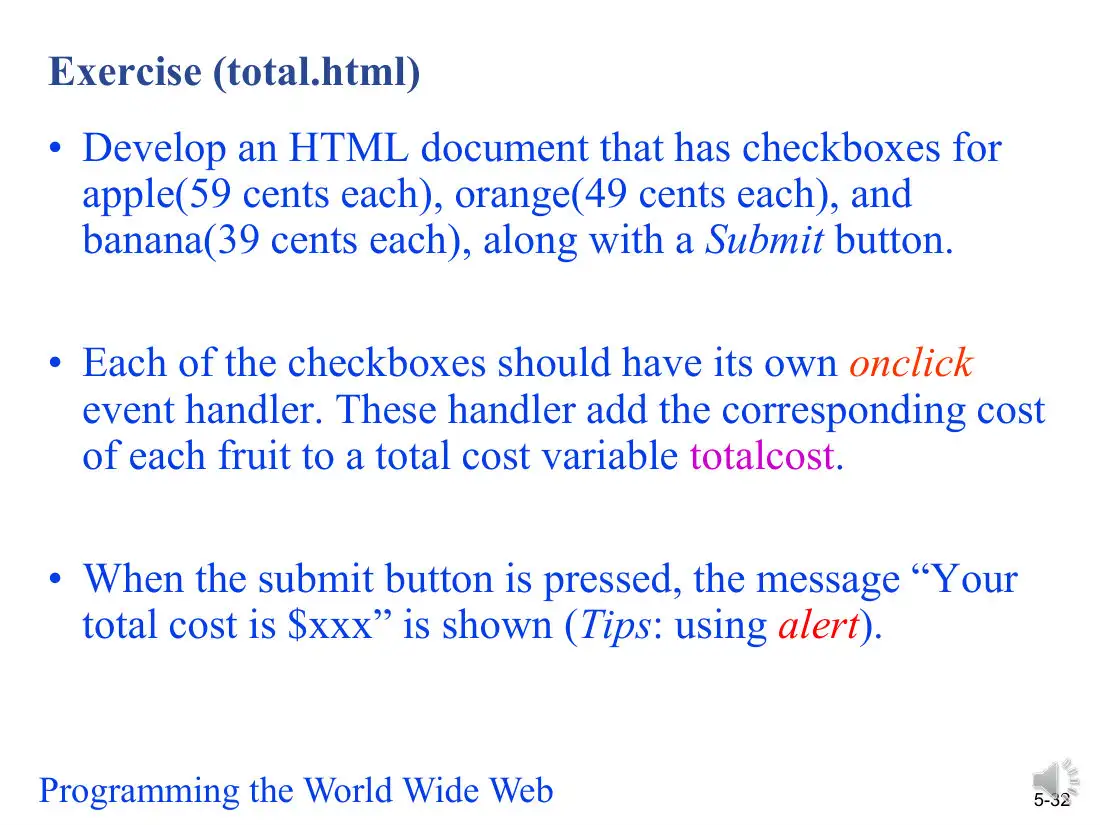 Exercise (total.html)
• Develop an HTML document that has checkboxes for
apple(59 cents each), orange(49 cents each), and
banana(39 cents each), along with a Submit button.
• Each of the checkboxes should have its own onclick
event handler. These handler add the corresponding cost
of each fruit to a total cost variable totalcost.
• When the submit button is pressed, the message “Your
total cost is $xxx” is shown (Tips: using alert).
Programming the World Wide Web
5-32